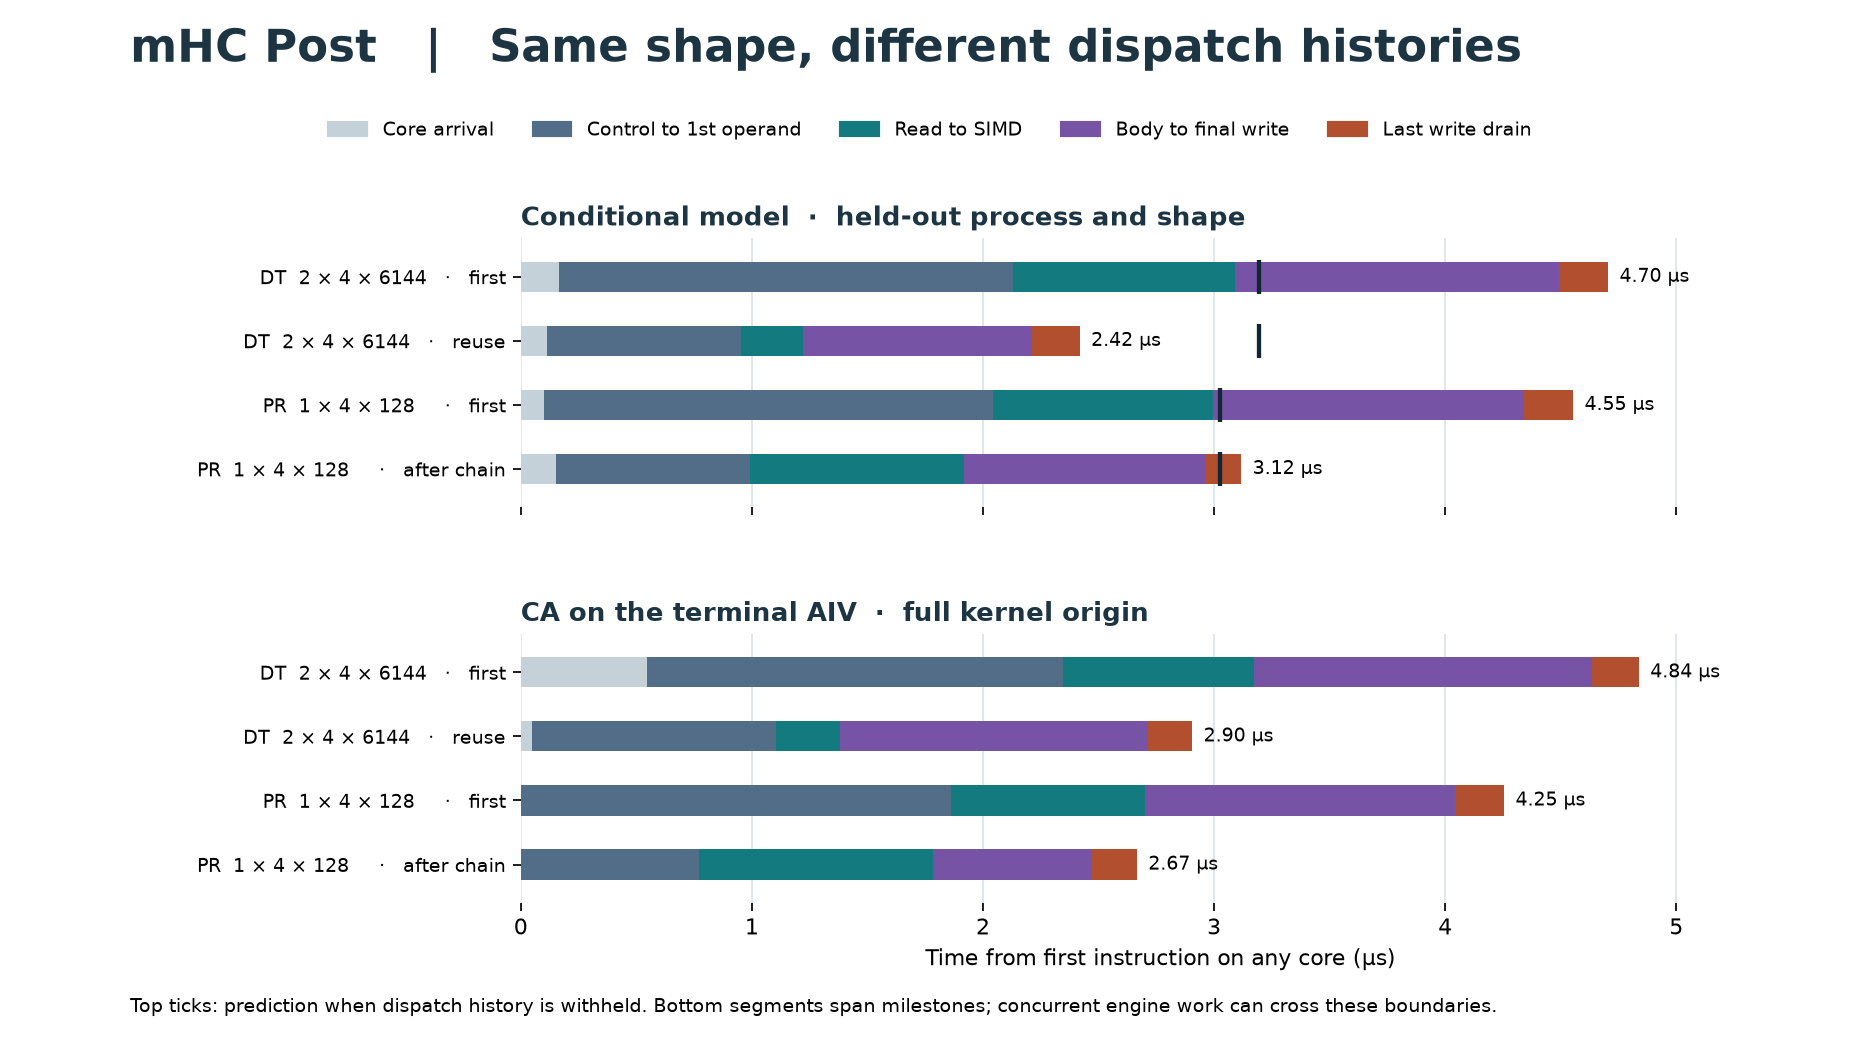 mHC Post | Same shape, different dispatch histories
Core arrival Control to 1st operand Read to SIMD Body to final write Last write drain
Conditional model · held-out process and shape
DT 2 × 4 × 6144 · first 4.70 µs
DT 2 × 4 × 6144 · reuse 2.42 µs
PR 1 × 4 × 128 · first 4.55 µs
PR 1 × 4 × 128 · after chain 3.12 µs
CA on the terminal AIV · full kernel origin
DT 2 × 4 × 6144 · first 4.84 µs
DT 2 × 4 × 6144 · reuse 2.90 µs
PR 1 × 4 × 128 · first 4.25 µs
PR 1 × 4 × 128 · after chain 2.67 µs
0 1 2 3 4 5
Time from first instruction on any core (µs)
Top ticks: prediction when dispatch history is withheld. Bottom segments span milestones; concurrent engine work can cross these boundaries.